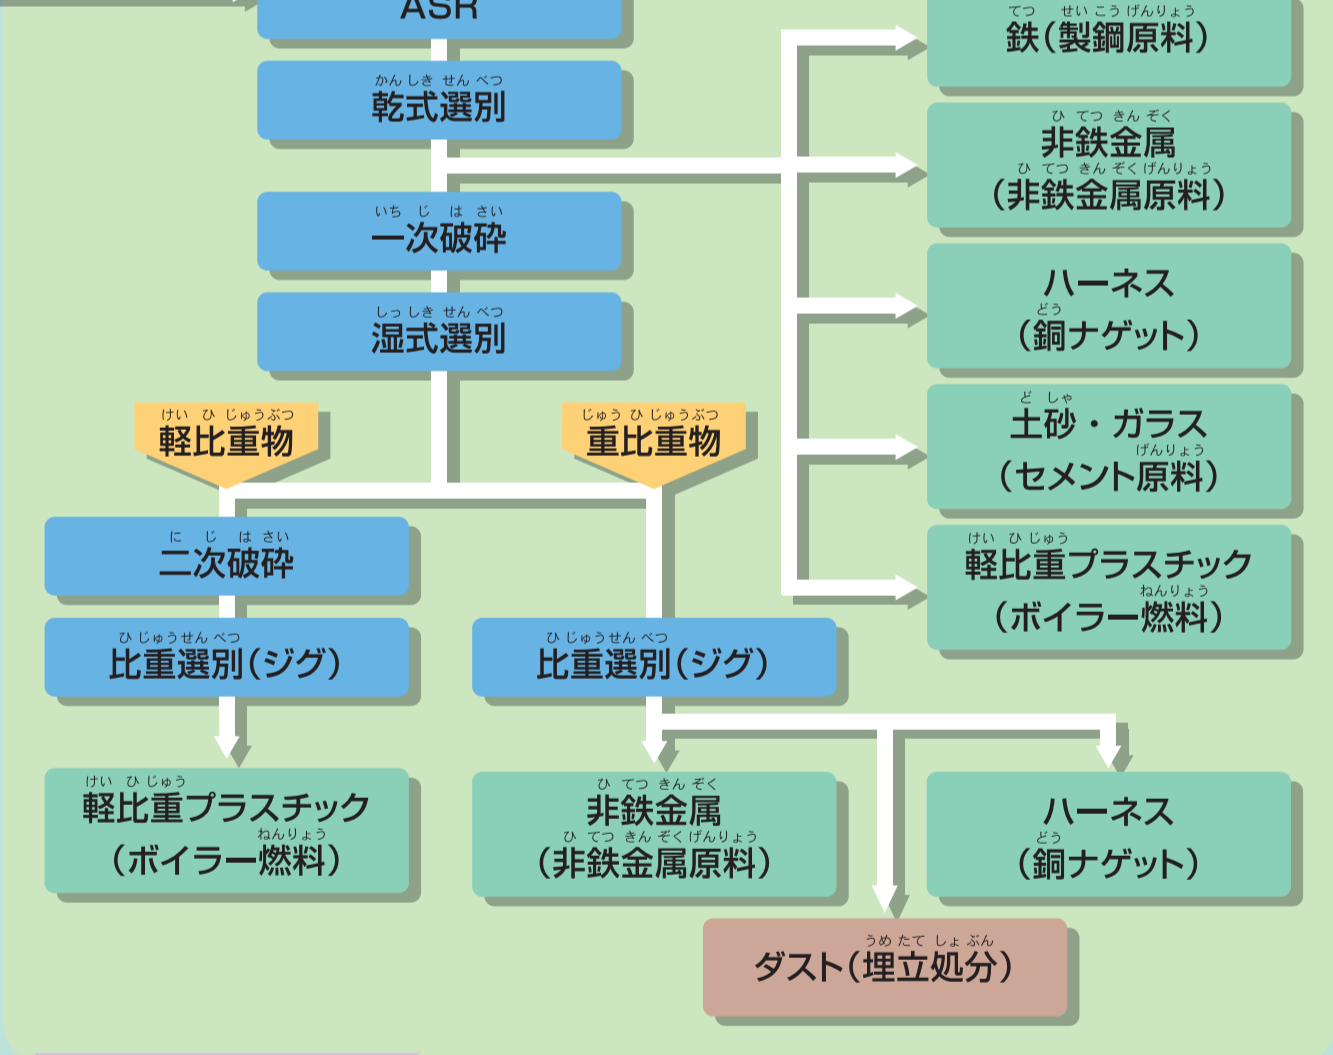 ASR
かんしきせんべつ
乾式選別
いちじはさい
一次破砕
しっしきせんべつ
湿式選別
けいひじゅうぶつ
軽比重物
じゅうひじゅうぶつ
重比重物
にじはさい
二次破砕
ひじゅうせんべつ
比重選別(ジグ)
ひじゅうせんべつ
比重選別(ジグ)
てつ せいこうげんりょう
鉄(製鋼原料)
ひてつきんぞく
非鉄金属
ひてつきんぞくげんりょう
(非鉄金属原料)
ハーネス
どう
(銅ナゲット)
どしゃ
土砂・ガラス
げんりょう
(セメント原料)
けいひじゅう
軽比重プラスチック
ねんりょう
(ボイラー燃料)
けいひじゅう
軽比重プラスチック
ねんりょう
(ボイラー燃料)
ひてつきんぞく
非鉄金属
ひてつきんぞくげんりょう
(非鉄金属原料)
ハーネス
どう
(銅ナゲット)
うめたてしょぶん
ダスト(埋立処分)